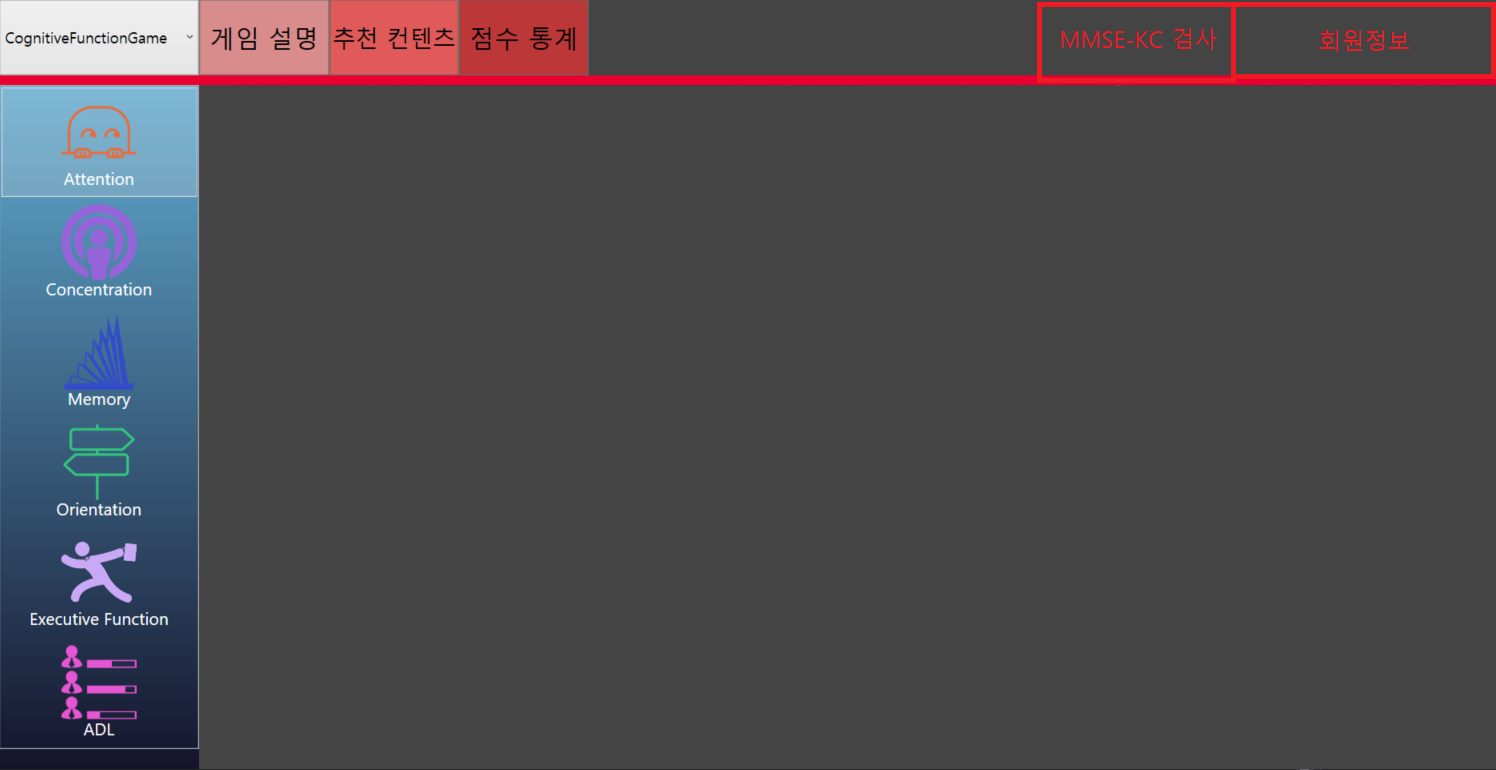 CognitiveFunctionGame
게임 설명
추천 컨텐츠
점수 통계
MMSE-KC 검사
회원정보
Attention
Concentration
Memory
Orientation
Executive Function
ADL